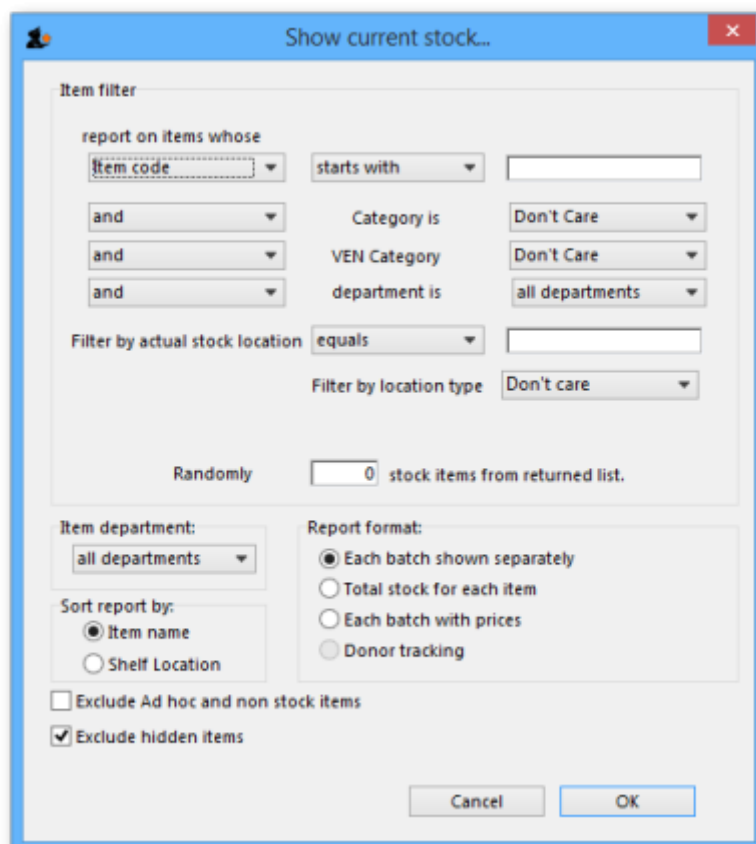 Show current stock...
Item filter
report on items whose
Item code starts with
and Category is Don't Care
and VEN Category Don't Care
and department is all departments
Filter by actual stock location equals
Filter by location type Don't care
Randomly 0 stock items from returned list.
Item department:
all departments
Sort report by:
Item name
Shelf Location
Report format:
Each batch shown separately
Total stock for each item
Each batch with prices
Donor tracking
Exclude Ad hoc and non stock items
Exclude hidden items
Cancel OK